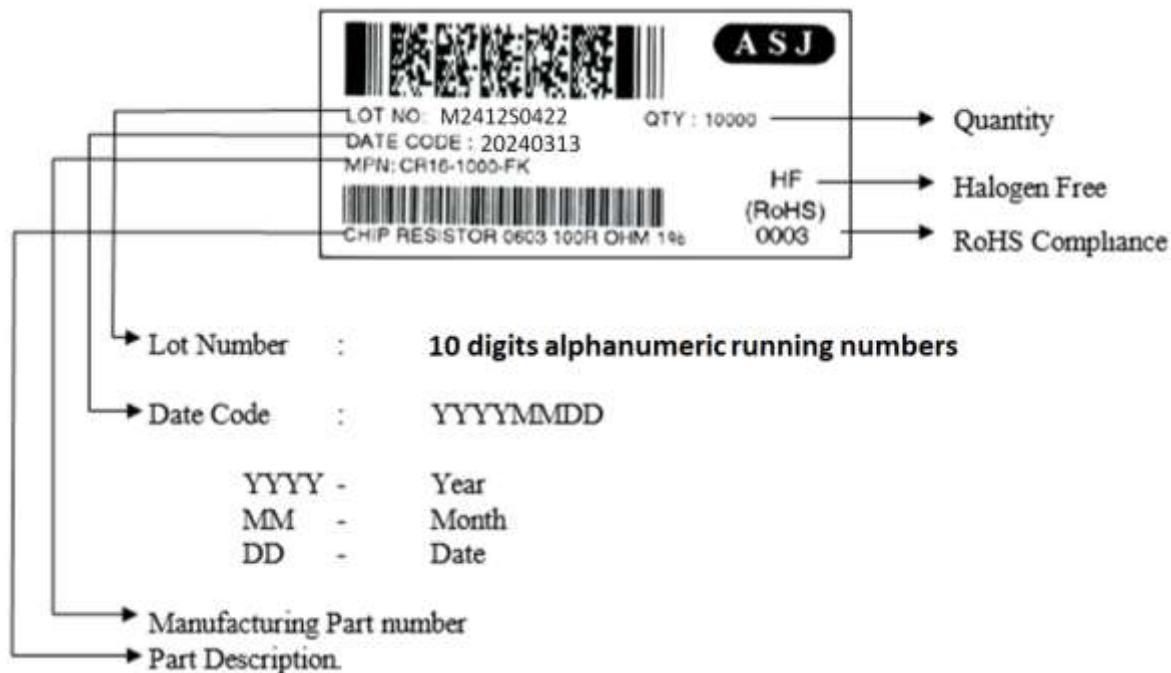 ASJ
LOT NO: M2412S0422 QTY : 10000
DATE CODE : 20240313
MPN: CR16-1000-FK
HF
(RoHS)
CHIP RESISTOR 0603 100R OHM 1% 0003
Quantity
Halogen Free
RoHS Compliance
Lot Number : 10 digits alphanumeric running numbers
Date Code : YYYYMMDD
YYYY - Year
MM - Month
DD - Date
Manufacturing Part number
Part Description.